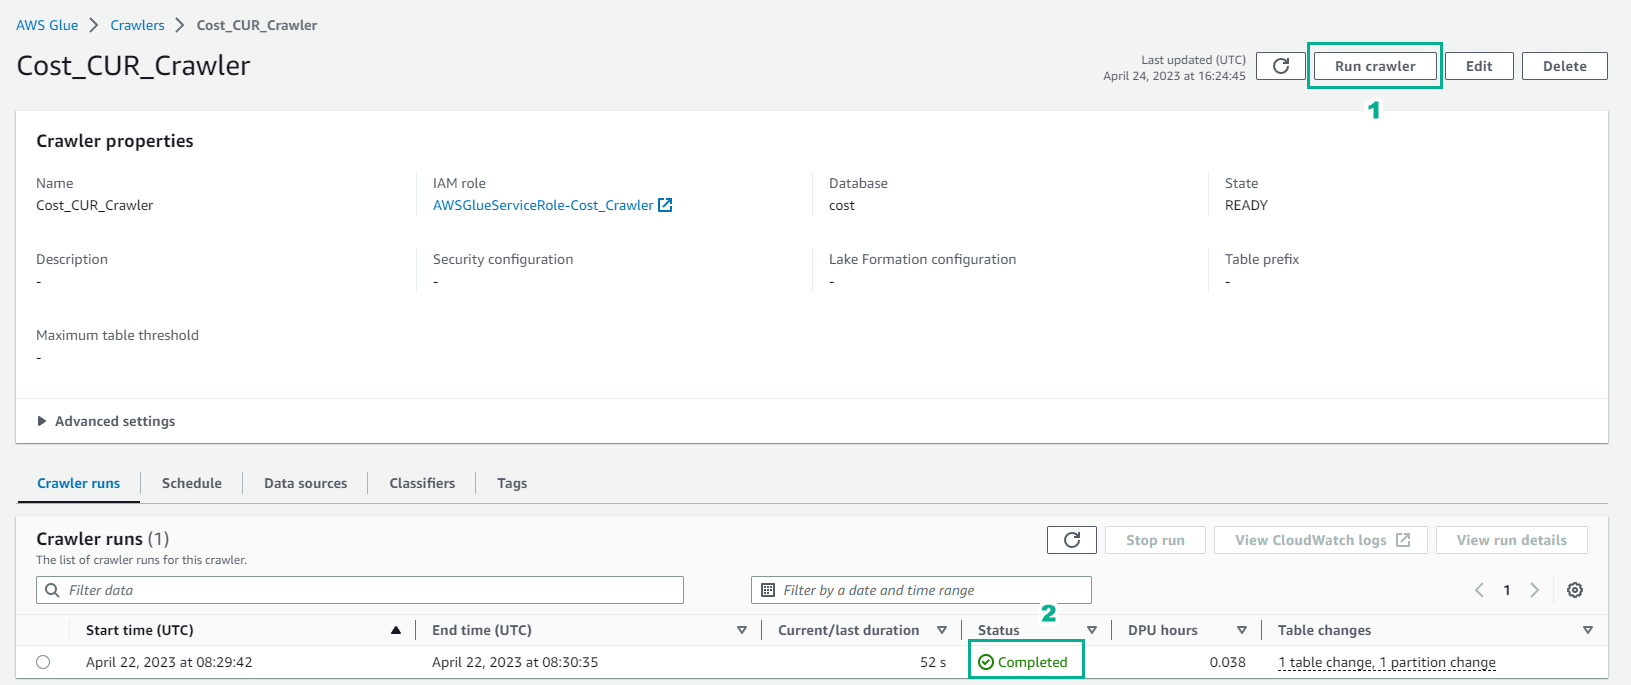 AWS Glue > Crawlers > Cost_CUR_Crawler
Cost_CUR_Crawler
Last updated (UTC)
April 24, 2023 at 16:24:45
Run crawler
Edit
Delete
1
Crawler properties
Name
Cost_CUR_Crawler
IAM role
AWSGlueServiceRole-Cost_Crawler
Database
cost
State
READY
Description
-
Security configuration
-
Lake Formation configuration
-
Table prefix
-
Maximum table threshold
-
Advanced settings
Crawler runs
Schedule
Data sources
Classifiers
Tags
Crawler runs (1)
The list of crawler runs for this crawler.
Stop run
View CloudWatch logs
View run details
Filter data
Filter by a date and time range
1
2
Start time (UTC)
End time (UTC)
Current/last duration
Status
DPU hours
Table changes
April 22, 2023 at 08:29:42
April 22, 2023 at 08:30:35
52 s
Completed
0.038
1 table change, 1 partition change